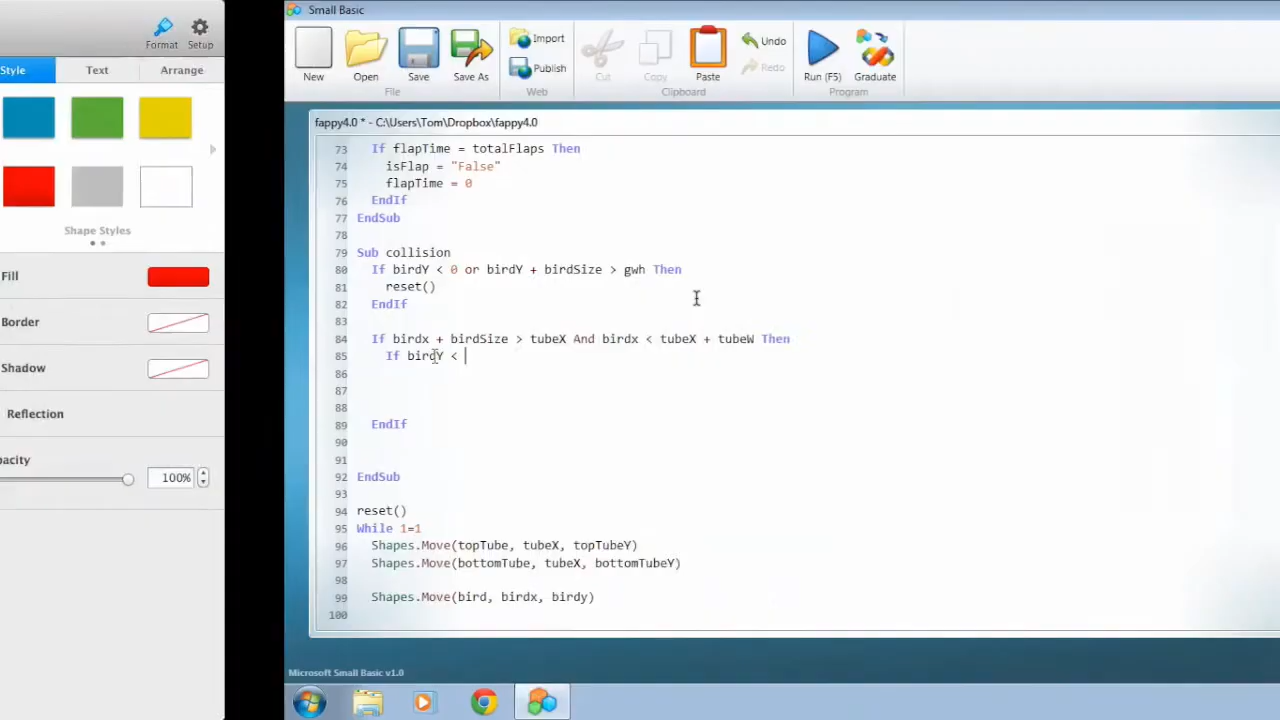 Format
Setup
Style
Text
Arrange
Shape Styles
Fill
Border
Shadow
Reflection
pacity
100%
Small Basic
New
Open
Save
Save As
Import
Publish
Cut
Copy
Paste
Undo
Redo
Run (F5)
Graduate
File
Web
Clipboard
Program
fappy4.0 * - C:\Users\Tom\Dropbox\fappy4.0
73 If flapTime = totalFlaps Then
74 isFlap = "False"
75 flapTime = 0
76 EndIf
77 EndSub
78
79 Sub collision
80 If birdY < 0 or birdY + birdSize > gwh Then
81 reset()
82 EndIf
83
84 If birdx + birdSize > tubeX And birdx < tubeX + tubeW Then
85 If birdY <
86
87
88
89 EndIf
90
91
92 EndSub
93
94 reset()
95 While 1=1
96 Shapes.Move(topTube, tubeX, topTubeY)
97 Shapes.Move(bottomTube, tubeX, bottomTubeY)
98
99 Shapes.Move(bird, birdx, birdy)
100
Microsoft Small Basic v1.0